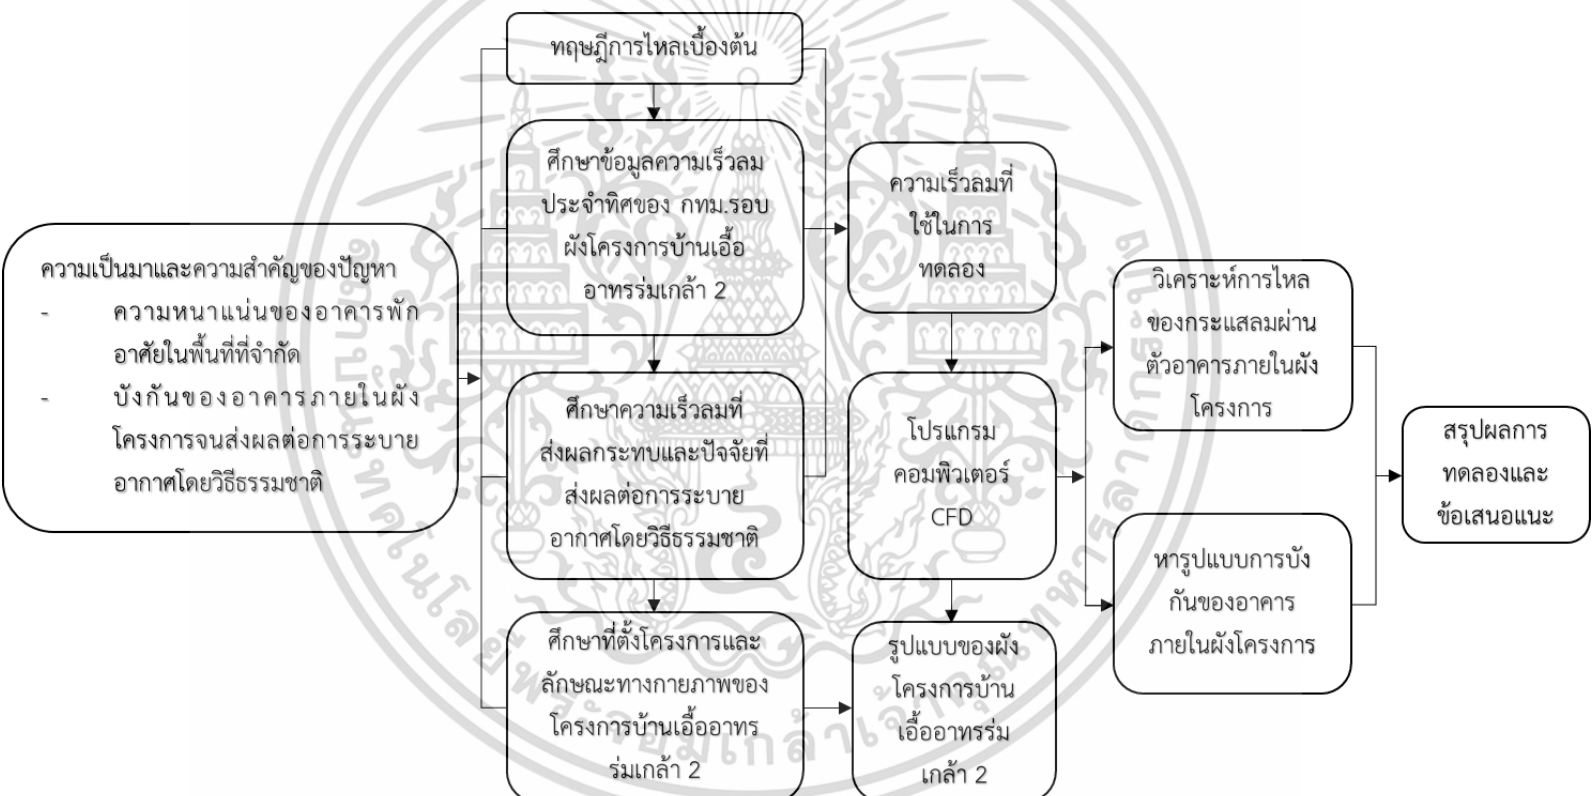 ทฤษฎีการไหลเบื้องต้น
ศึกษาข้อมูลความเร็วลม
ประจำทิศของ กทม.รอบ
ผังโครงการบ้านเอื้อ
อาทรร่มเกล้า 2
ความเร็วลมที่
ใช้ในการ
ทดลอง
ความเป็นมาและความสำคัญของปัญหา
- ความหนาแน่นของอาคารพัก
อาศัยในพื้นที่ที่จำกัด
- บังกันของอาคารภายในผัง
โครงการจนส่งผลต่อการระบาย
อากาศโดยวิธีธรรมชาติ
ศึกษาความเร็วลมที่
ส่งผลกระทบและปัจจัยที่
ส่งผลต่อการระบาย
อากาศโดยวิธีธรรมชาติ
โปรแกรม
คอมพิวเตอร์
CFD
วิเคราะห์การไหล
ของกระแสลมผ่าน
ตัวอาคารภายในผัง
โครงการ
สรุปผลการ
ทดลองและ
ข้อเสนอแนะ
หารูปแบบการบัง
กันของอาคาร
ภายในผังโครงการ
ศึกษาที่ตั้งโครงการและ
ลักษณะทางกายภาพของ
โครงการบ้านเอื้ออาทร
ร่มเกล้า 2
รูปแบบของผัง
โครงการบ้าน
เอื้ออาทรร่ม
เกล้า 2